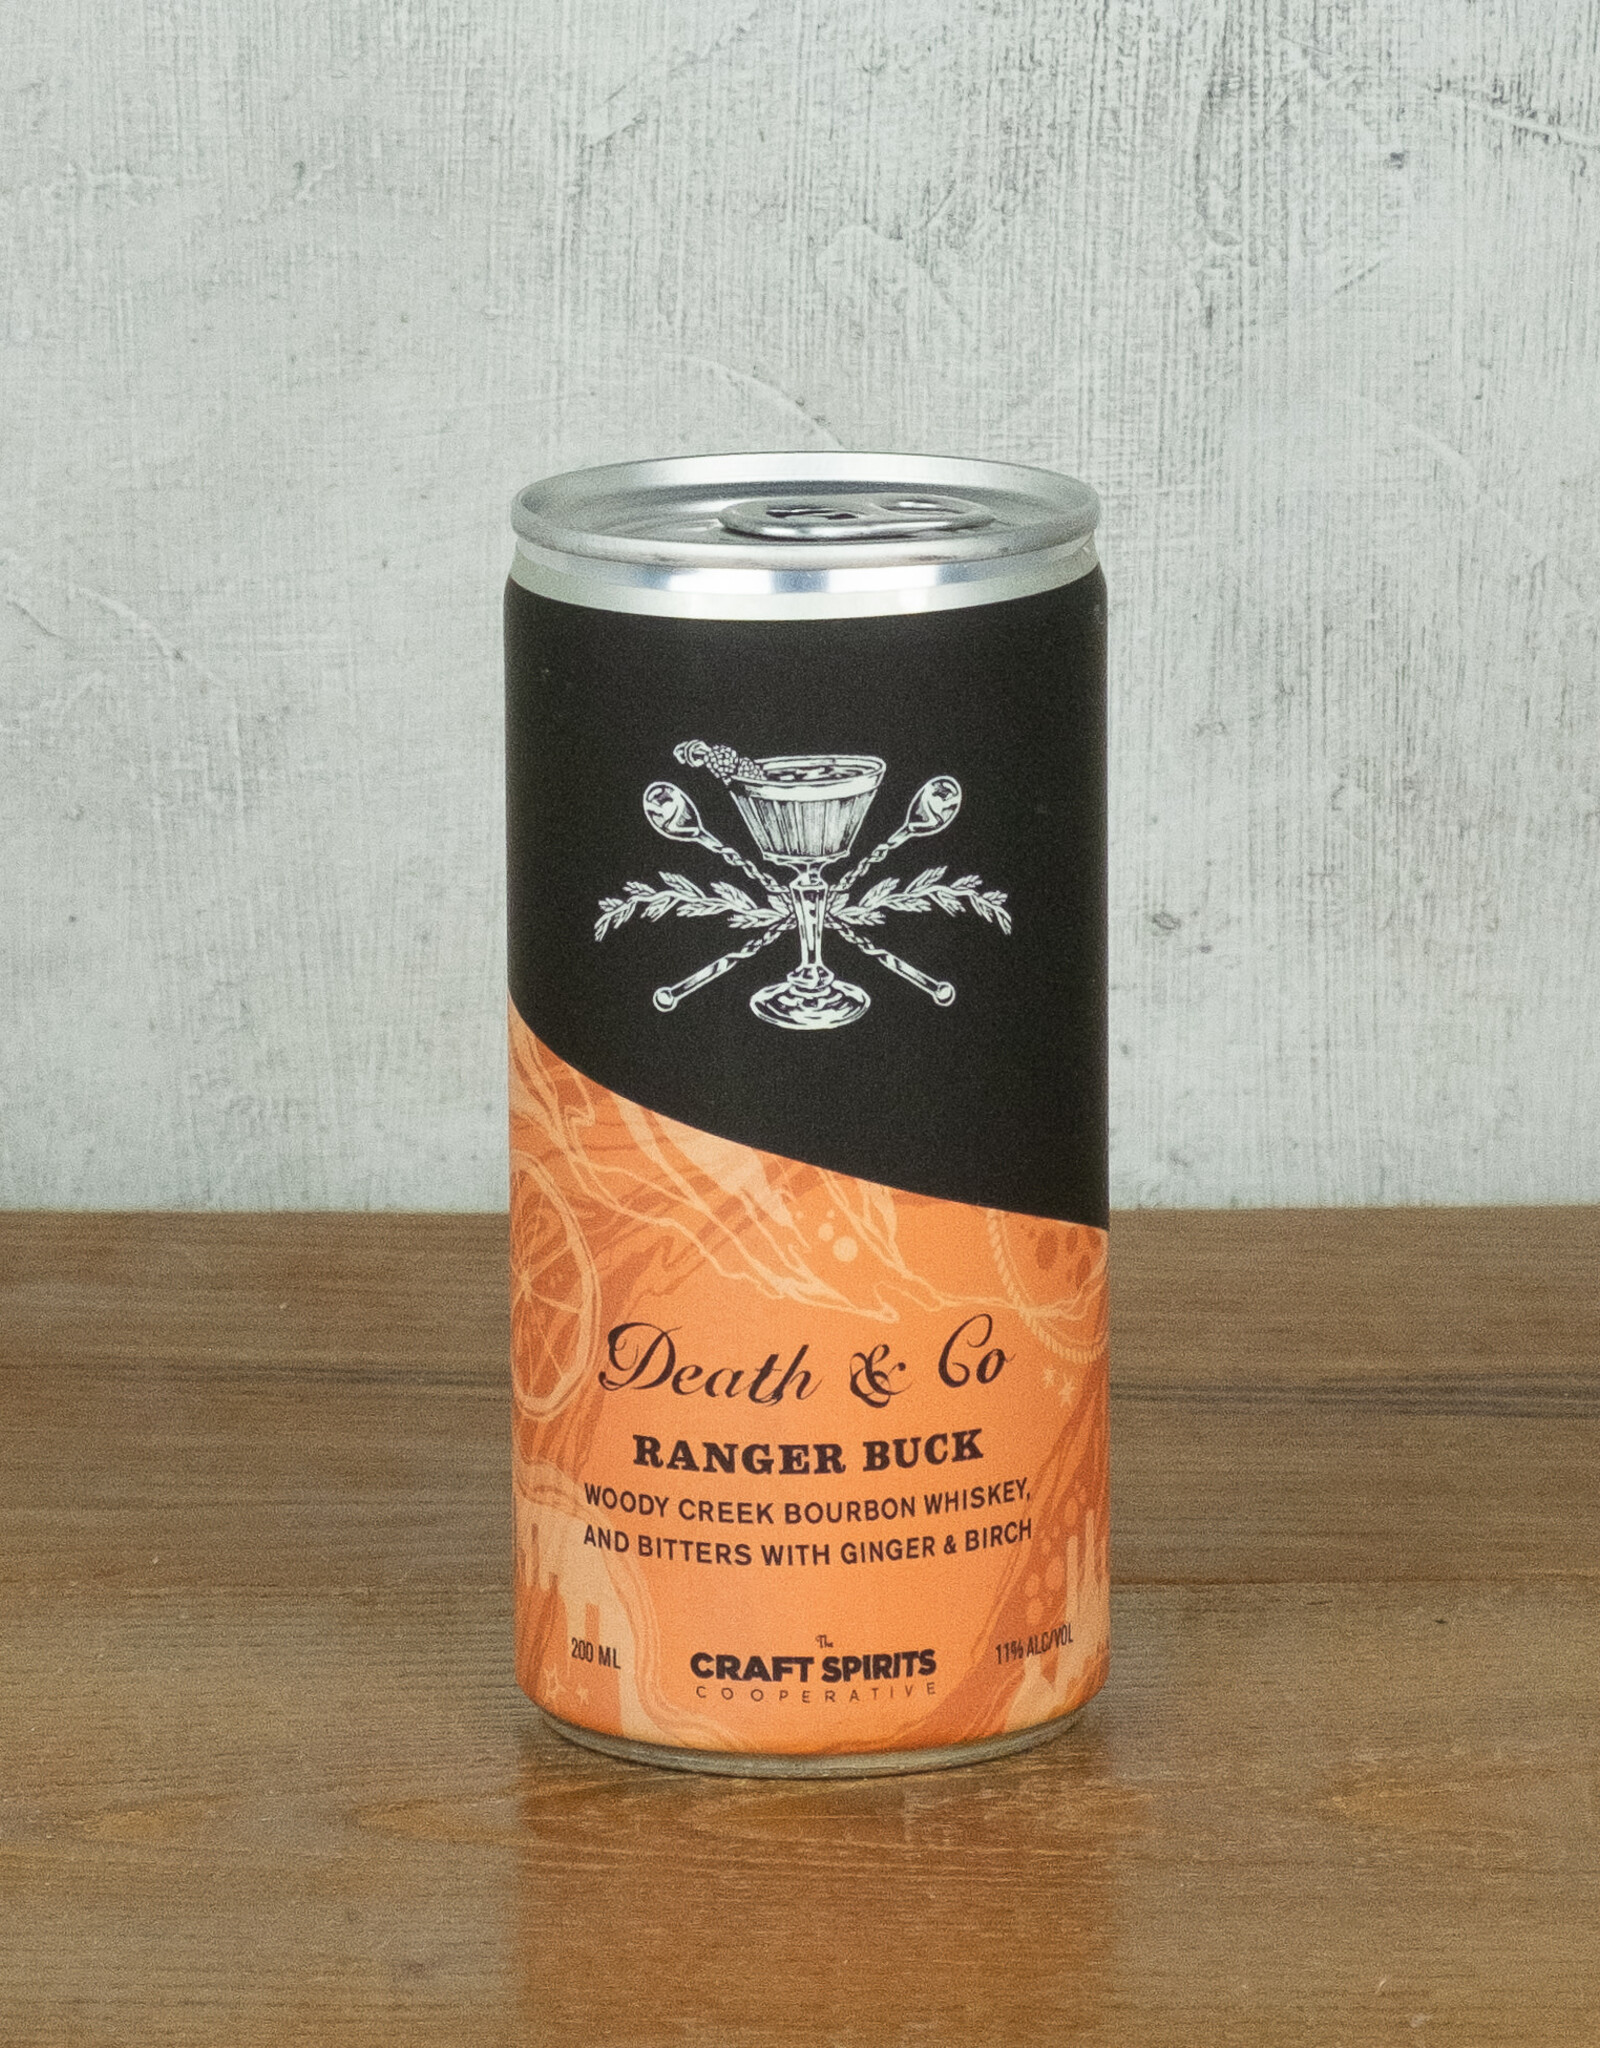 Death & Co
RANGER BUCK
WOODY CREEK BOURBON WHISKEY,
AND BITTERS WITH GINGER & BIRCH
200 ML
The
CRAFT SPIRITS
COOPERATIVE
11% ALC/VOL